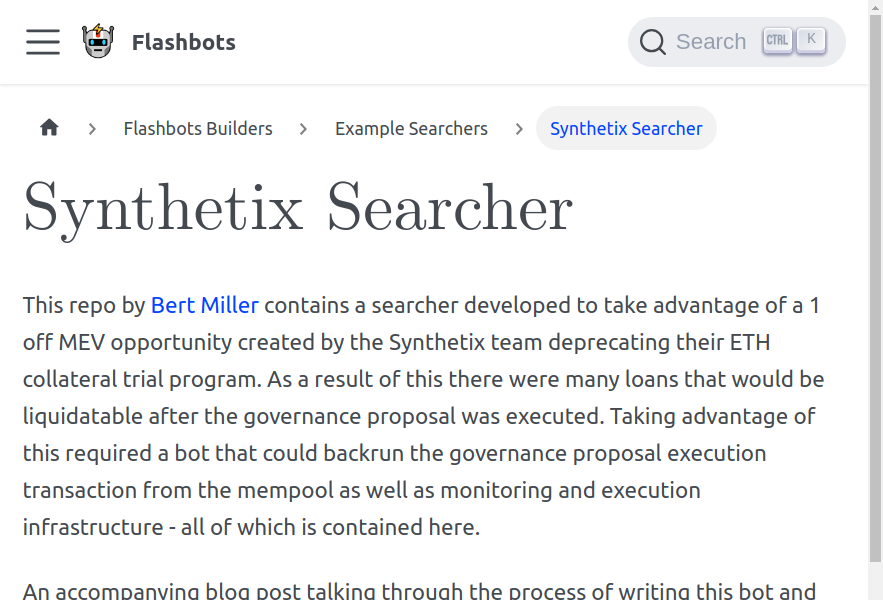 Flashbots
Search CTRL K
Flashbots Builders
Example Searchers
Synthetix Searcher
Synthetix Searcher
This repo by Bert Miller contains a searcher developed to take advantage of a 1
off MEV opportunity created by the Synthetix team deprecating their ETH
collateral trial program. As a result of this there were many loans that would be
liquidatable after the governance proposal was executed. Taking advantage of
this required a bot that could backrun the governance proposal execution
transaction from the mempool as well as monitoring and execution
infrastructure - all of which is contained here.
An accompanying blog post talking through the process of writing this bot and